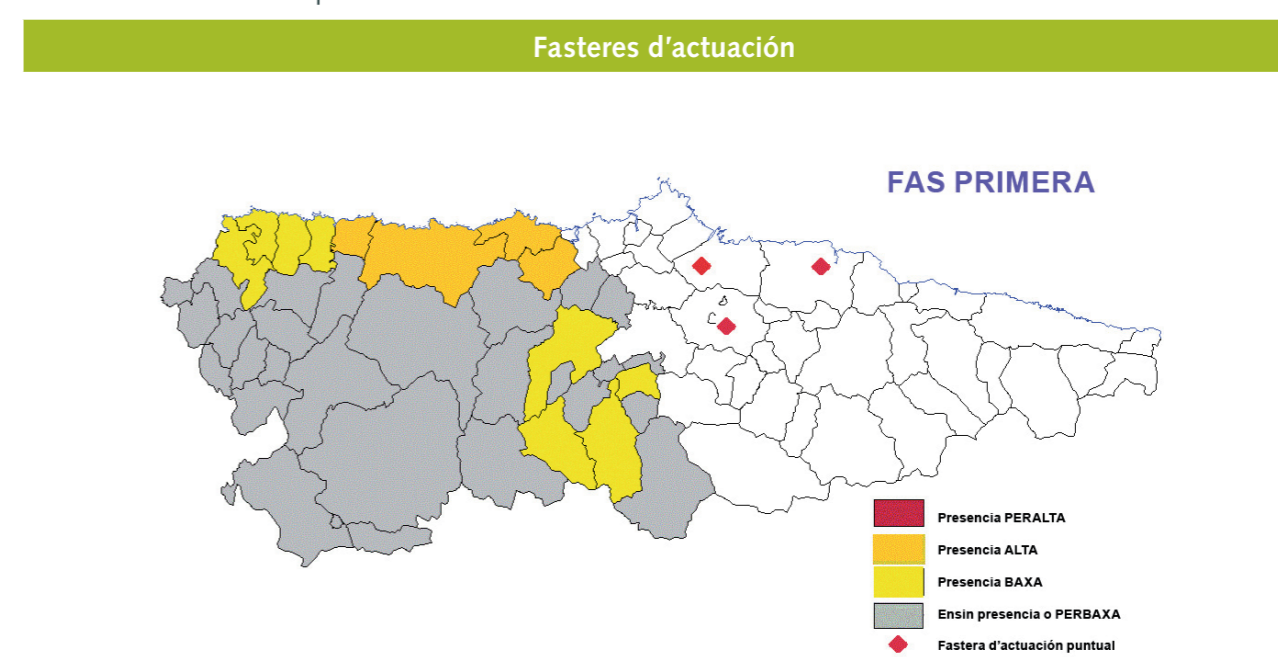 Fasteres d’actuación
FAS PRIMERA
Presencia PERALTA
Presencia ALTA
Presencia BAXA
Ensin presencia o PERBAXA
Fastera d’actuación puntual